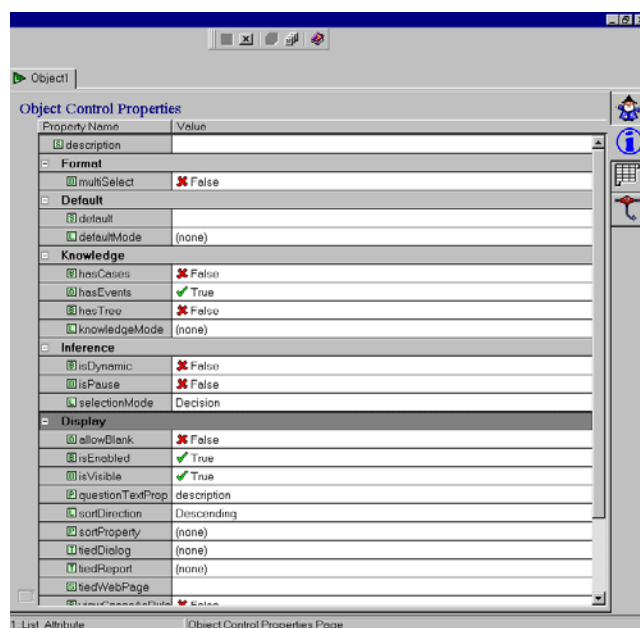 Object1
Object Control Properties
Property Name Value
description
Format
multiSelect False
Default
default
defaultMode (none)
Knowledge
hasCases False
hasEvents True
hasTree False
knowledgeMode (none)
Inference
isDynamic False
isPause False
selectionMode Decision
Display
allowBlank False
isEnabled True
isVisible True
questionTextProp description
sortDirection Descending
sortProperty (none)
tiedDialog (none)
tiedReport (none)
tiedWebPage
False
1::List Attribute Object Control Properties Page